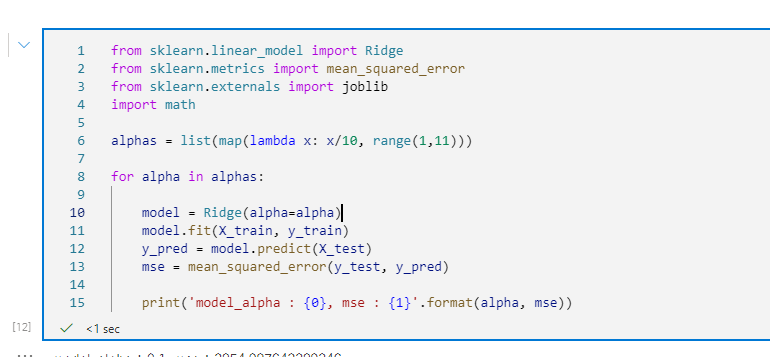 1 from sklearn.linear_model import Ridge
2 from sklearn.metrics import mean_squared_error
3 from sklearn.externals import joblib
4 import math
5
6 alphas = list(map(lambda x: x/10, range(1,11)))
7
8 for alpha in alphas:
9
10 model = Ridge(alpha=alpha)
11 model.fit(X_train, y_train)
12 y_pred = model.predict(X_test)
13 mse = mean_squared_error(y_test, y_pred)
14
15 print('model_alpha : {0}, mse : {1}'.format(alpha, mse))
[12] <1 sec